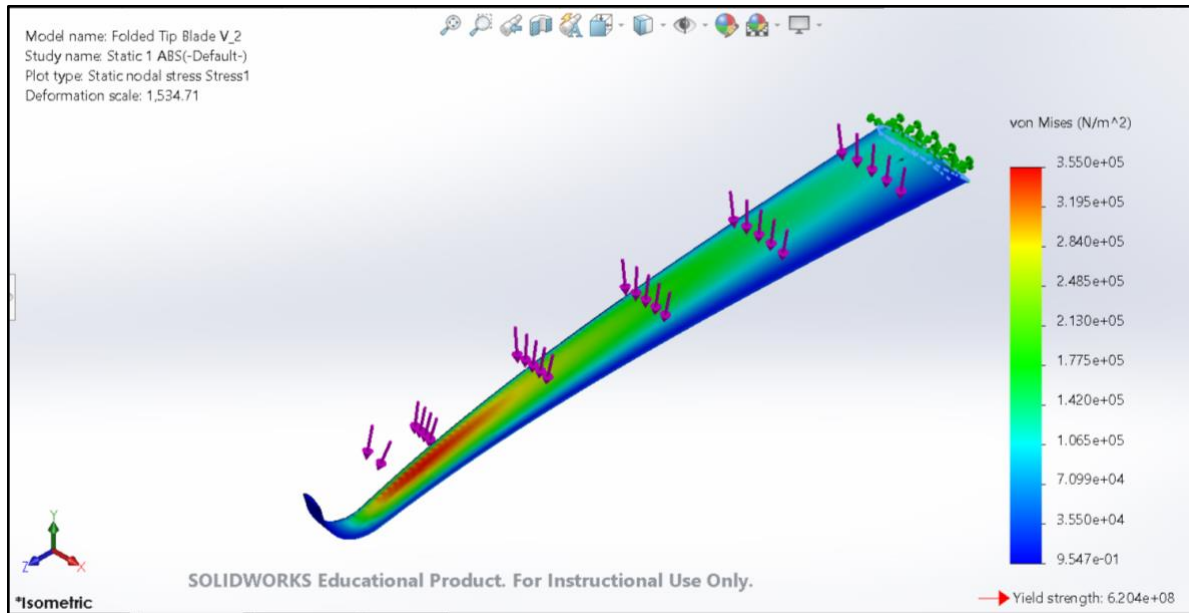 Model name: Folded Tip Blade V_2
Study name: Static 1 ABS(-Default-)
Plot type: Static nodal stress Stress1
Deformation scale: 1,534.71
von Mises (N/m^2)
3.550e+05
3.195e+05
2.840e+05
2.485e+05
2.130e+05
1.775e+05
1.420e+05
1.065e+05
7.099e+04
3.550e+04
9.547e-01
Yield strength: 6.204e+08
Y
Z
X
SOLIDWORKS Educational Product. For Instructional Use Only.
*Isometric